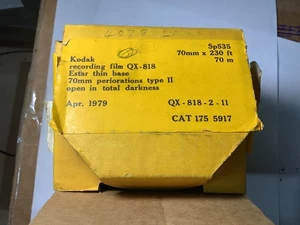 Sp535
70mm x 230 ft
70 m
Kodak
recording film QX-818
Estar thin base
70mm perforations type II
open in total darkness
Apr. 1979
QX - 818 - 2 - 11
CAT 175 5917